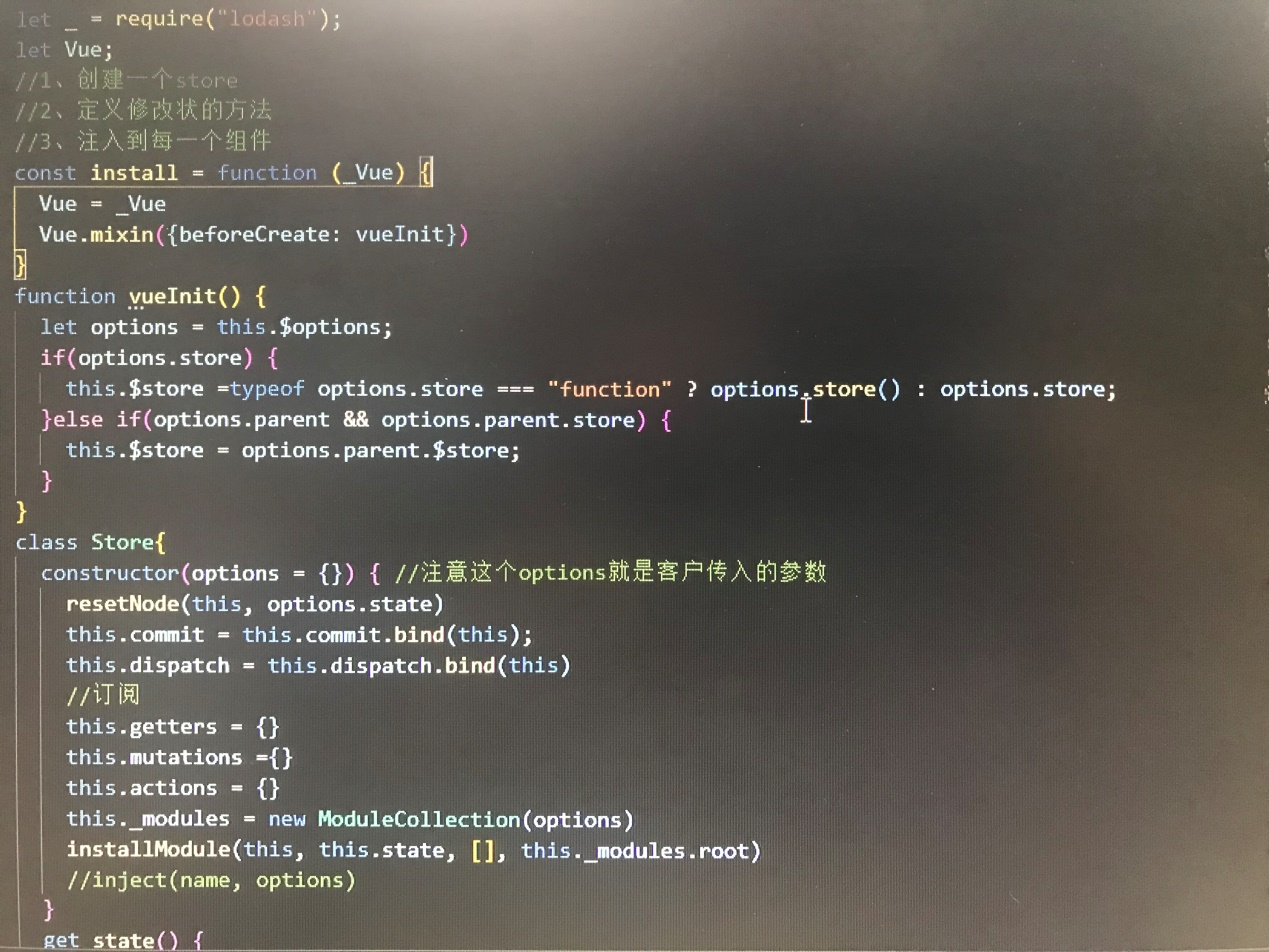 let _ = require("lodash");
let Vue;
//1、创建一个store
//2、定义修改状的方法
//3、注入到每一个组件
const install = function (_Vue) {
  Vue = _Vue
  Vue.mixin({beforeCreate: vueInit})
}
function vueInit() {
  let options = this.$options;
  if(options.store) {
    this.$store =typeof options.store === "function" ? options.store() : options.store;
  }else if(options.parent && options.parent.store) {
    this.$store = options.parent.$store;
  }
}
class Store{
  constructor(options = {}) { //注意这个options就是客户传入的参数
    resetNode(this, options.state)
    this.commit = this.commit.bind(this);
    this.dispatch = this.dispatch.bind(this)
    //订阅
    this.getters = {}
    this.mutations ={}
    this.actions = {}
    this._modules = new ModuleCollection(options)
    installModule(this, this.state, [], this._modules.root)
    //inject(name, options)
  }
  get state() {